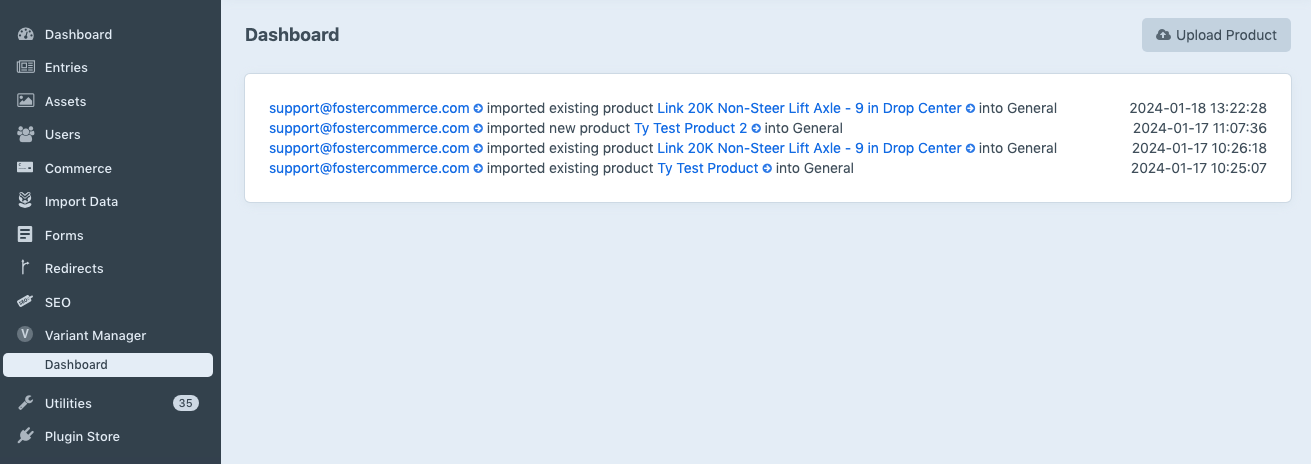 Dashboard
Entries
Assets
Users
Commerce
Import Data
Forms
Redirects
SEO
V Variant Manager
Dashboard
Utilities 35
Plugin Store
Dashboard
Upload Product
support@fostercommerce.com imported existing product Link 20K Non-Steer Lift Axle - 9 in Drop Center into General 2024-01-18 13:22:28
support@fostercommerce.com imported new product Ty Test Product 2 into General 2024-01-17 11:07:36
support@fostercommerce.com imported existing product Link 20K Non-Steer Lift Axle - 9 in Drop Center into General 2024-01-17 10:26:18
support@fostercommerce.com imported existing product Ty Test Product into General 2024-01-17 10:25:07